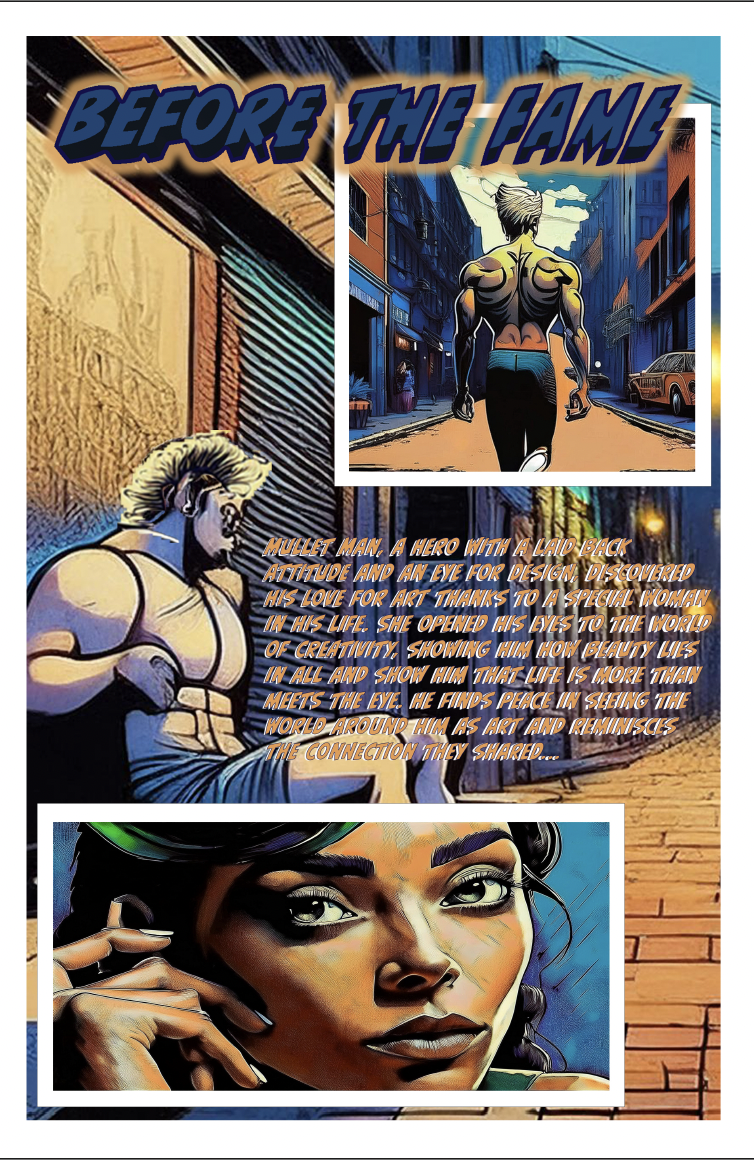 BEFORE THE FAME
MULLET MAN, A HERO WITH A LAID BACK
ATTITUDE AND AN EYE FOR DESIGN, DISCOVERED
HIS LOVE FOR ART THANKS TO A SPECIAL WOMAN
IN HIS LIFE. SHE OPENED HIS EYES TO THE WORLD
OF CREATIVITY, SHOWING HIM HOW BEAUTY LIES
IN ALL AND SHOW HIM THAT LIFE IS MORE THAN
MEETS THE EYE. HE FINDS PEACE IN SEEING THE
WORLD AROUND HIM AS ART AND REMINISCES
THE CONNECTION THEY SHARED...